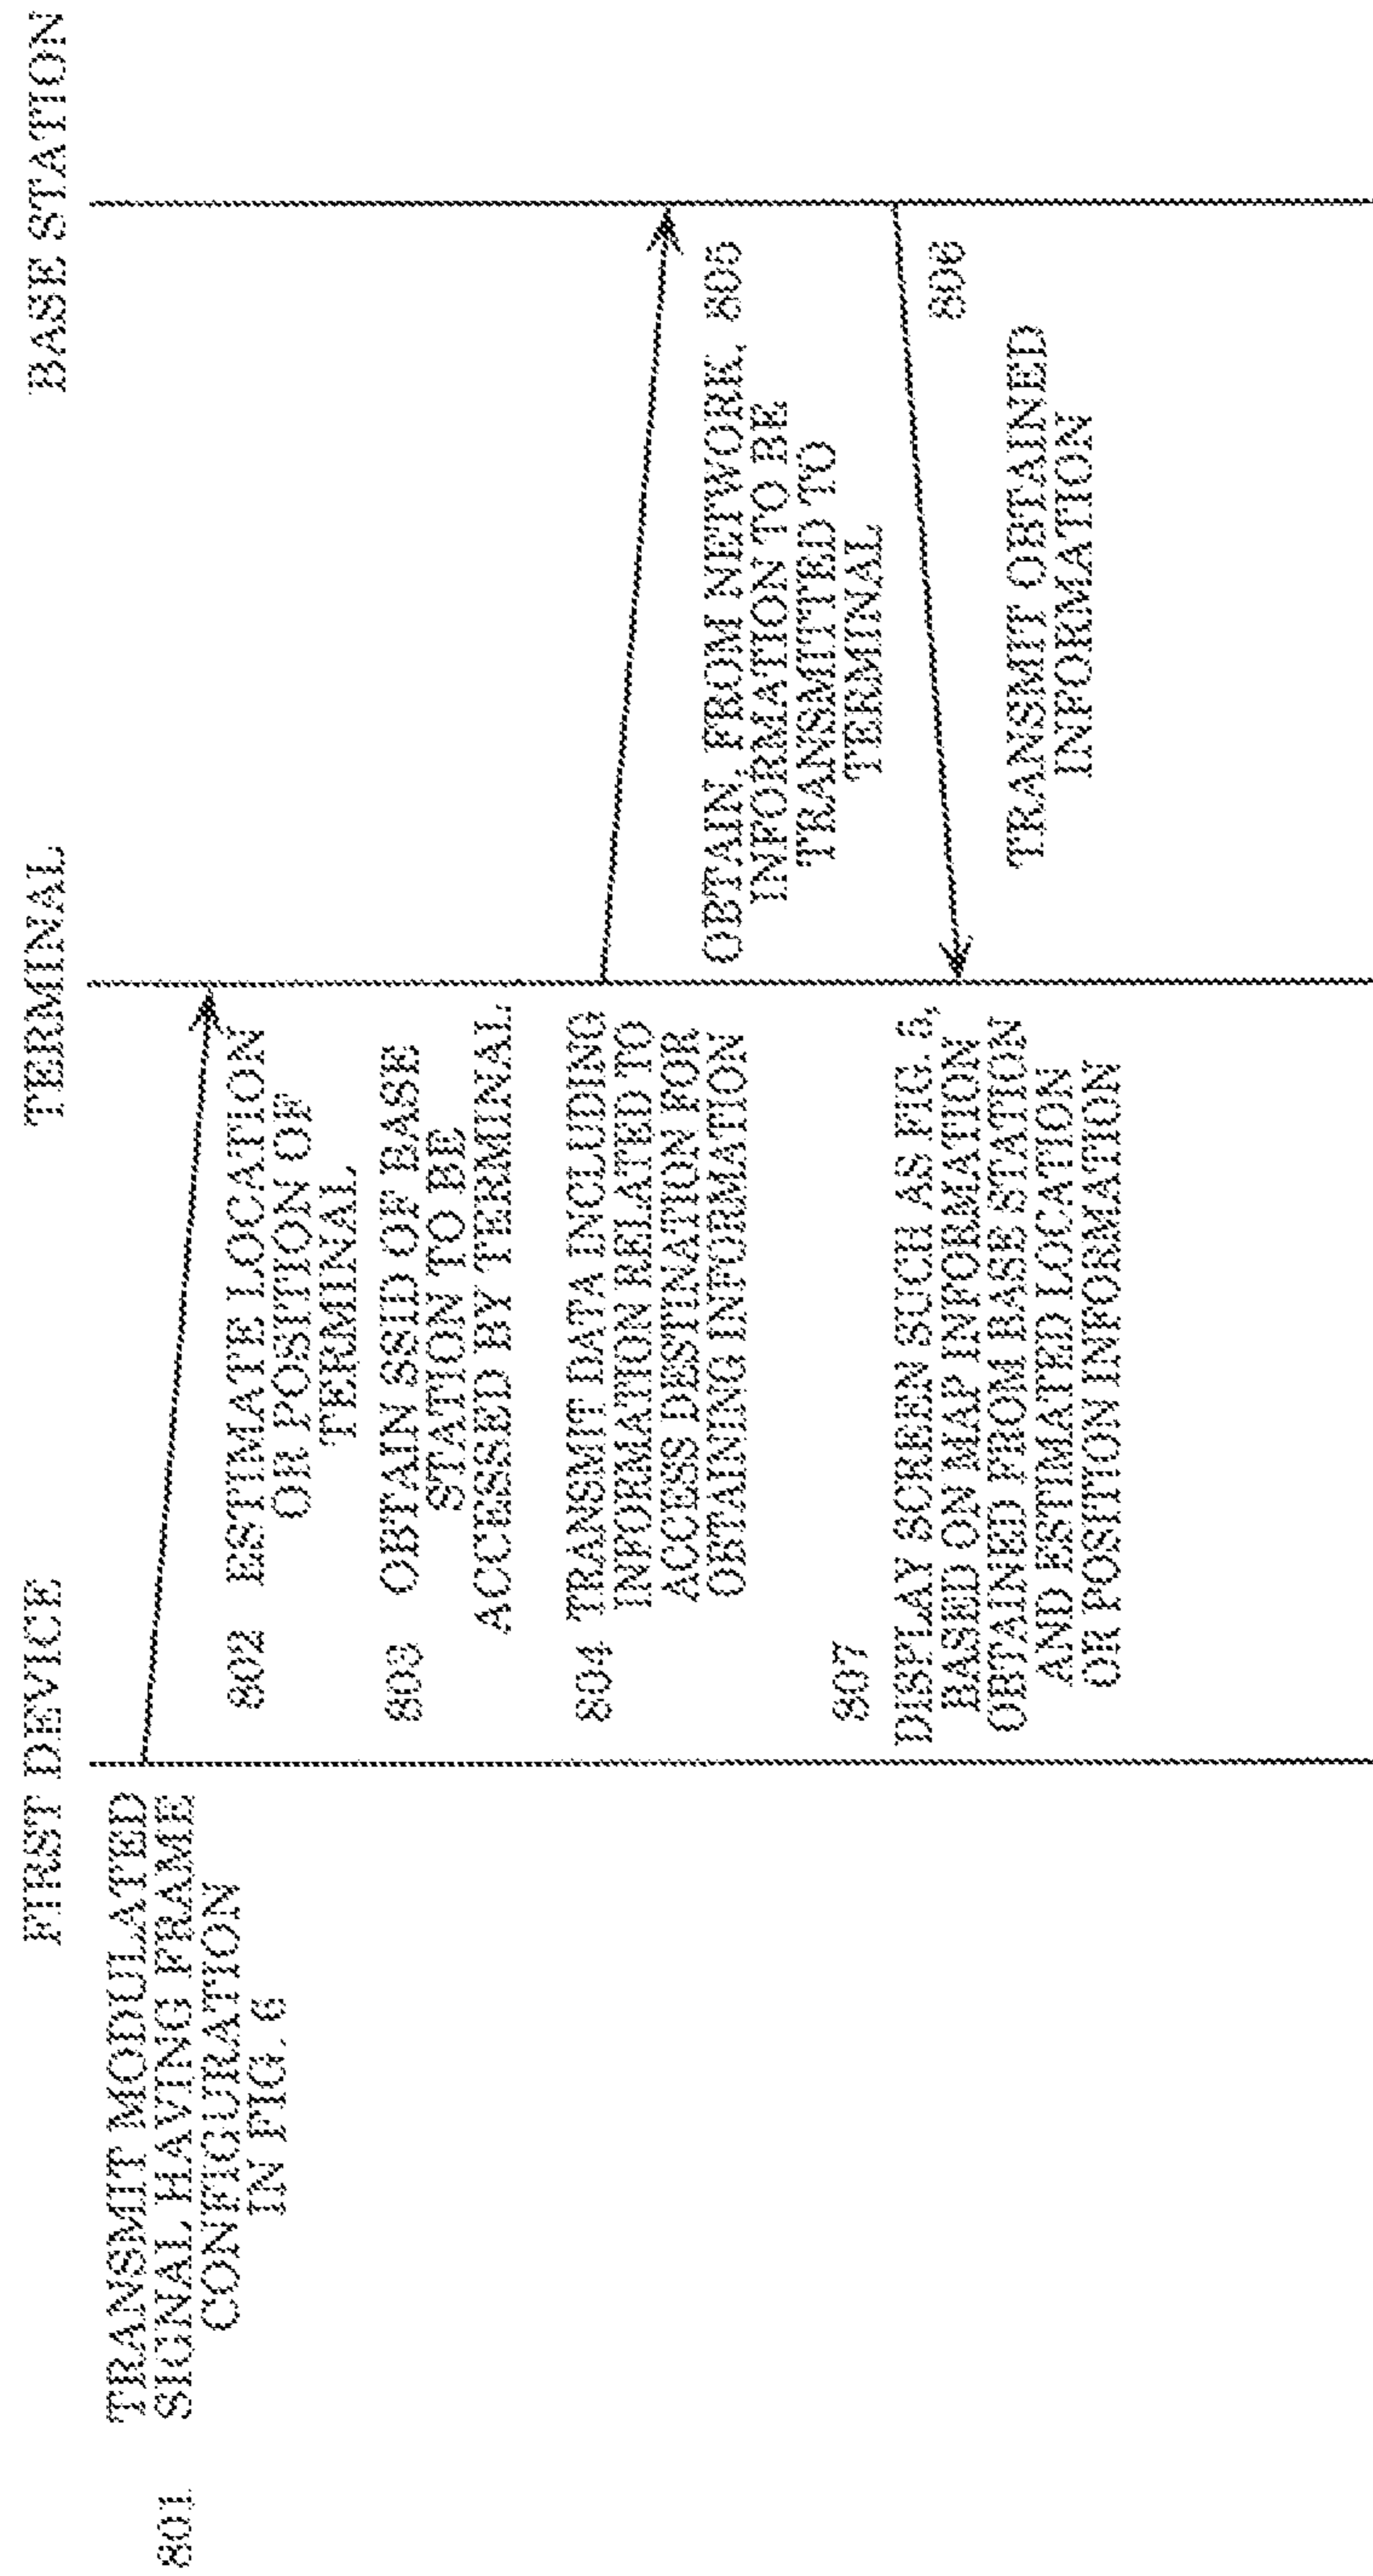 FIRST DEVICE
TERMINAL
BASE STATION
801
TRANSMIT MODULATED
SIGNAL HAVING FRAME
CONFIGURATION
IN FIG. 6
802
ESTIMATE LOCATION
OR POSITION OF
TERMINAL
803
OBTAIN SSID OF BASE
STATION TO BE
ACCESSED BY TERMINAL
804
TRANSMIT DATA INCLUDING
INFORMATION RELATED TO
ACCESS DESTINATION FOR
OBTAINING INFORMATION
OBTAIN, FROM NETWORK, 805
INFORMATION TO BE
TRANSMITTED TO
TERMINAL
806
TRANSMIT OBTAINED
INFORMATION
807
DISPLAY SCREEN SUCH AS FIG. 5,
BASED ON MAP INFORMATION
OBTAINED FROM BASE STATION
AND ESTIMATED LOCATION
OR POSITION INFORMATION